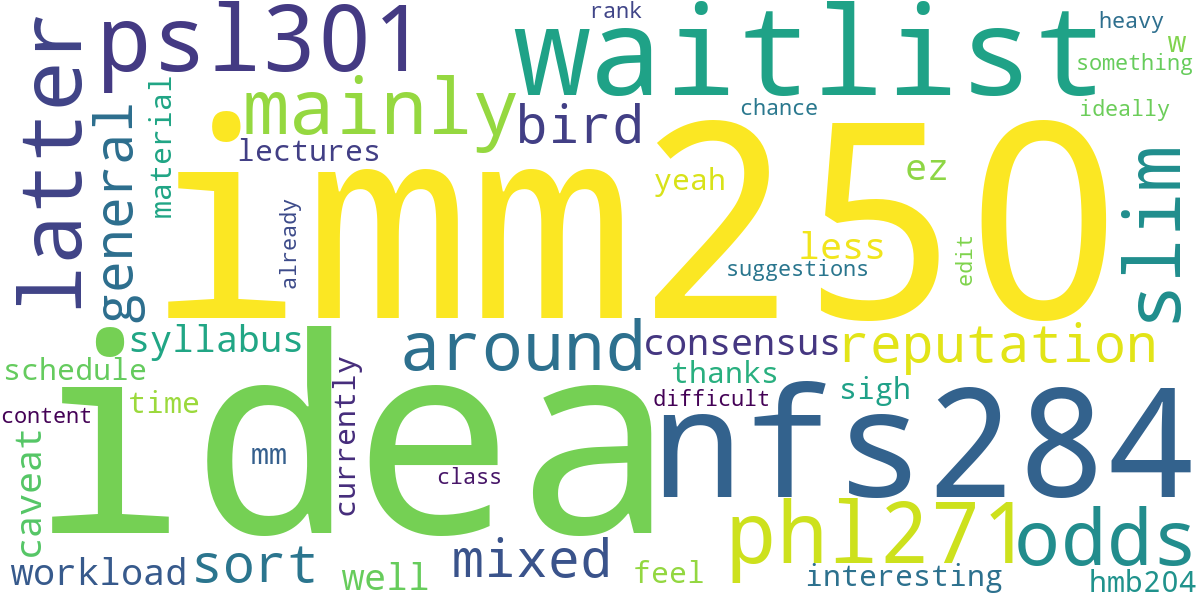 rank
psl301
waitlist
heavy
w
something
latter
general
material
mainly
bird
chance
ideally
lectures
imm250
yeah
ez
slim
already
less
suggestions
edit
idea
syllabus
around
consensus
reputation
schedule
time
thanks
sigh
difficult
content
nfs284
caveat
mm
currently
class
phl271
odds
workload
sort
well
mixed
feel
interesting
hmb204